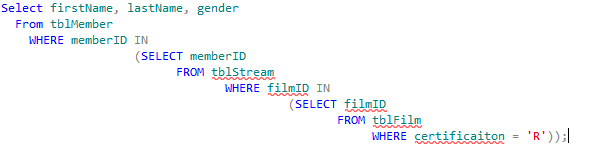 Select firstName, lastName, gender
From tblMember
WHERE memberID IN
(SELECT memberID
FROM tblStream
WHERE filmID IN
(SELECT filmID
FROM tblFilm
WHERE certificaiton = 'R'));